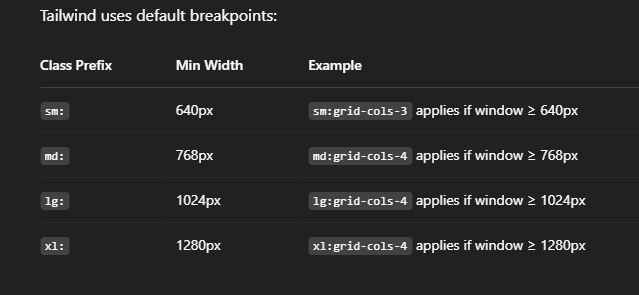 Tailwind uses default breakpoints:
Class Prefix Min Width Example
sm: 640px sm:grid-cols-3 applies if window ≥ 640px
md: 768px md:grid-cols-4 applies if window ≥ 768px
lg: 1024px lg:grid-cols-4 applies if window ≥ 1024px
xl: 1280px xl:grid-cols-4 applies if window ≥ 1280px